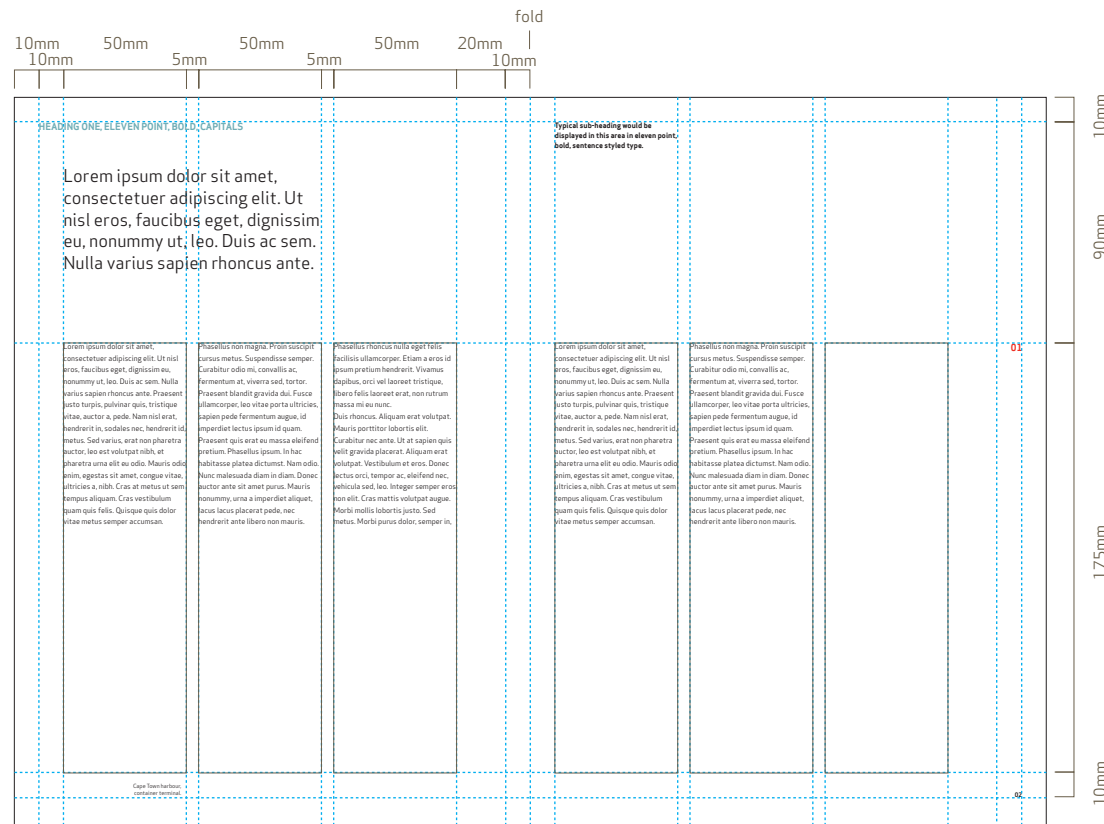 fold
10mm 50mm 50mm 50mm 20mm
10mm 5mm 5mm 10mm
10mm
90mm
175mm
10mm
HEADING ONE, ELEVEN POINT, BOLD, CAPITALS
Lorem ipsum dolor sit amet,
consectetuer adipiscing elit. Ut
nisl eros, faucibus eget, dignissim
eu, nonummy ut, leo. Duis ac sem.
Nulla varius sapien rhoncus ante.
Typical sub-heading would be
displayed in this area in eleven point,
bold, sentence styled type.
Lorem ipsum dolor sit amet,
consectetuer adipiscing elit. Ut nisl
eros, faucibus eget, dignissim eu,
nonummy ut, leo. Duis ac sem. Nulla
varius sapien rhoncus ante. Praesent
justo turpis, pulvinar quis, tristique
vitae, auctor a, pede. Nam nisl erat,
hendrerit in, sodales nec, hendrerit id,
metus. Sed varius, erat non pharetra
auctor, leo est volutpat nibh, et
pharetra urna elit eu odio. Mauris odio
enim, egestas sit amet, congue vitae,
ultricies a, nibh. Cras at metus ut sem
tempus aliquam. Cras vestibulum
quam quis felis. Quisque quis dolor
vitae metus semper accumsan.
Phasellus non magna. Proin suscipit
cursus metus. Suspendisse semper.
Curabitur odio mi, convallis ac,
fermentum at, viverra sed, tortor.
Praesent blandit gravida dui. Fusce
ullamcorper, leo vitae porta ultricies,
sapien pede fermentum augue, id
imperdiet lectus ipsum id quam.
Praesent quis erat eu massa eleifend
pretium. Phasellus ipsum. In hac
habitasse platea dictumst. Nam odio.
Nunc malesuada diam in diam. Donec
auctor ante sit amet purus. Mauris
nonummy, urna a imperdiet aliquet,
lacus lacus placerat pede, nec
hendrerit ante libero non mauris.
Phasellus rhoncus nulla eget felis
facilisis ullamcorper. Etiam a eros id
ipsum pretium hendrerit. Vivamus
dapibus, orci vel laoreet tristique,
libero felis laoreet erat, non rutrum
massa mi eu nunc.
Duis rhoncus. Aliquam erat volutpat.
Mauris porttitor lobortis elit.
Curabitur nec ante. Ut at sapien quis
velit gravida placerat. Aliquam erat
volutpat. Vestibulum et eros. Donec
lectus orci, tempor ac, eleifend nec,
vehicula sed, leo. Integer semper eros
non elit. Cras mattis volutpat augue.
Morbi mollis lobortis justo. Sed
metus. Morbi purus dolor, semper in,
Lorem ipsum dolor sit amet,
consectetuer adipiscing elit. Ut nisl
eros, faucibus eget, dignissim eu,
nonummy ut, leo. Duis ac sem. Nulla
varius sapien rhoncus ante. Praesent
justo turpis, pulvinar quis, tristique
vitae, auctor a, pede. Nam nisl erat,
hendrerit in, sodales nec, hendrerit id,
metus. Sed varius, erat non pharetra
auctor, leo est volutpat nibh, et
pharetra urna elit eu odio. Mauris odio
enim, egestas sit amet, congue vitae,
ultricies a, nibh. Cras at metus ut sem
tempus aliquam. Cras vestibulum
quam quis felis. Quisque quis dolor
vitae metus semper accumsan.
Phasellus non magna. Proin suscipit
cursus metus. Suspendisse semper.
Curabitur odio mi, convallis ac,
fermentum at, viverra sed, tortor.
Praesent blandit gravida dui. Fusce
ullamcorper, leo vitae porta ultricies,
sapien pede fermentum augue, id
imperdiet lectus ipsum id quam.
Praesent quis erat eu massa eleifend
pretium. Phasellus ipsum. In hac
habitasse platea dictumst. Nam odio.
Nunc malesuada diam in diam. Donec
auctor ante sit amet purus. Mauris
nonummy, urna a imperdiet aliquet,
lacus lacus placerat pede, nec
hendrerit ante libero non mauris.
01
Cape Town harbour,
container terminal.
02